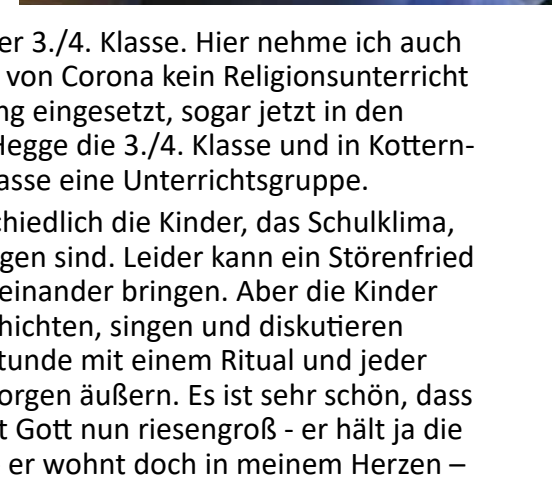 er 3./4. Klasse. Hier nehme ich auch
von Corona kein Religionsunterricht
ng eingesetzt, sogar jetzt in den
Hegge die 3./4. Klasse und in Kottern-
asse eine Unterrichtsgruppe.
chiedlich die Kinder, das Schulklima,
gen sind. Leider kann ein Störenfried
einander bringen. Aber die Kinder
hichten, singen und diskutieren
tunde mit einem Ritual und jeder
orgen äußern. Es ist sehr schön, dass
t Gott nun riesengroß - er hält ja die
er wohnt doch in meinem Herzen –